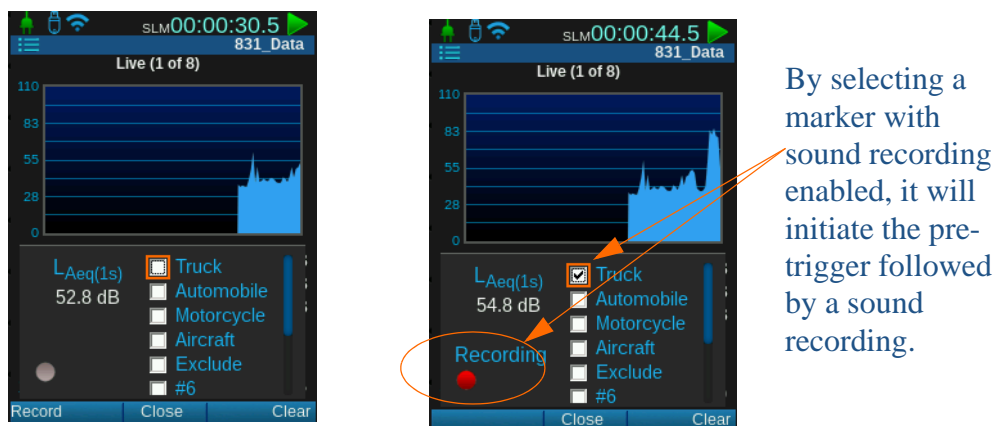 SLM00:00:30.5
831_Data
Live (1 of 8)
110
83
55
28
0
LAeq(1s)
52.8 dB
Truck
Automobile
Motorcycle
Aircraft
Exclude
#6
Record Close Clear
SLM00:00:44.5
831_Data
Live (1 of 8)
110
83
55
28
0
LAeq(1s)
54.8 dB
Recording
Truck
Automobile
Motorcycle
Aircraft
Exclude
#6
Close Clear
By selecting a
marker with
sound recording
enabled, it will
initiate the pre-
trigger followed
by a sound
recording.